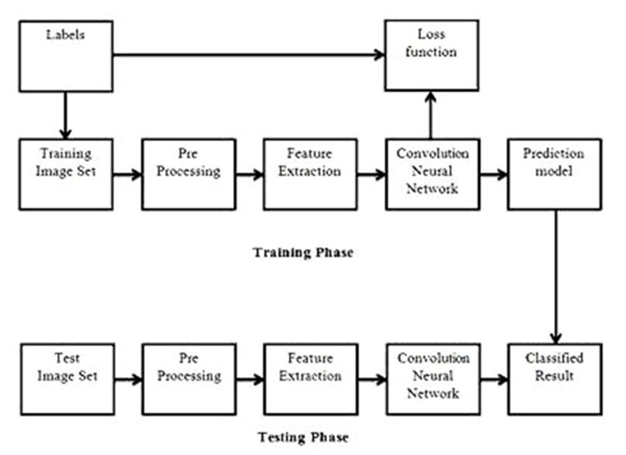 Labels
Loss
function
Training
Image Set
Pre
Processing
Feature
Extraction
Convolution
Neural
Network
Prediction
model
Training Phase
Test
Image Set
Pre
Processing
Feature
Extraction
Convolution
Neural
Network
Classified
Result
Testing Phase